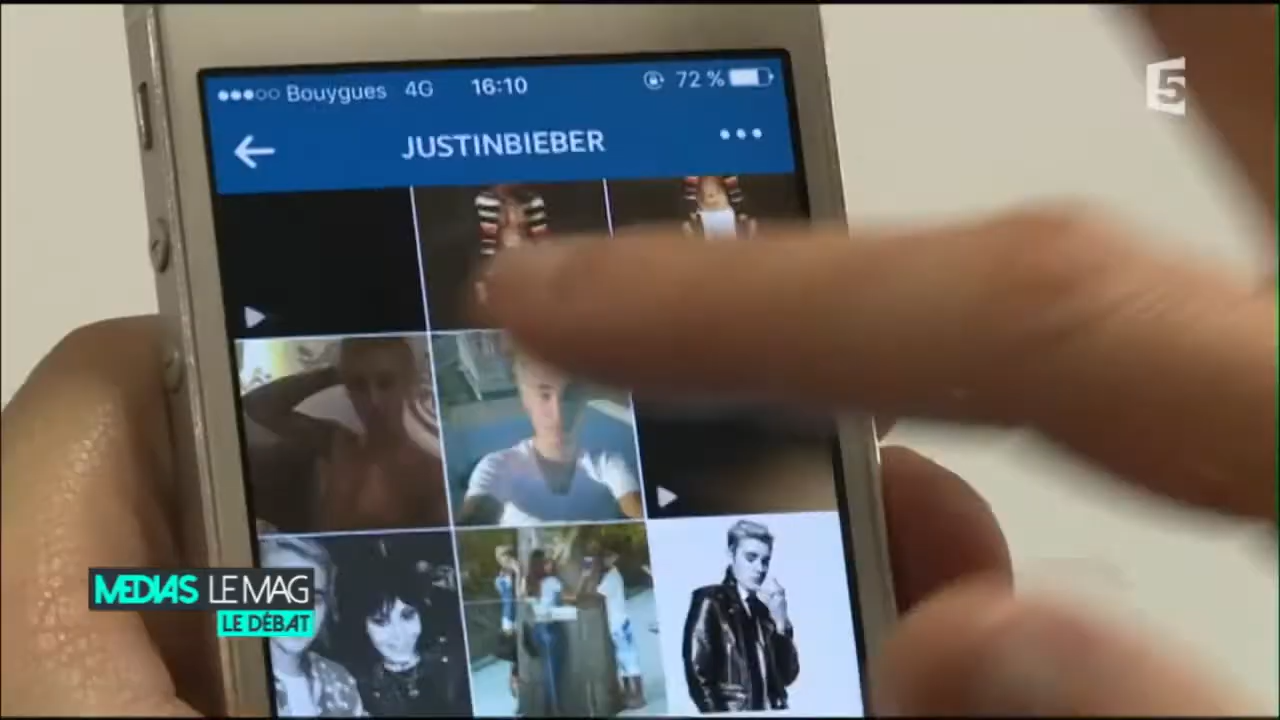 Bouygues 4G 16:10 72 %
5
JUSTINBIEBER
MEDIAS LE MAG
LE DÉBAT